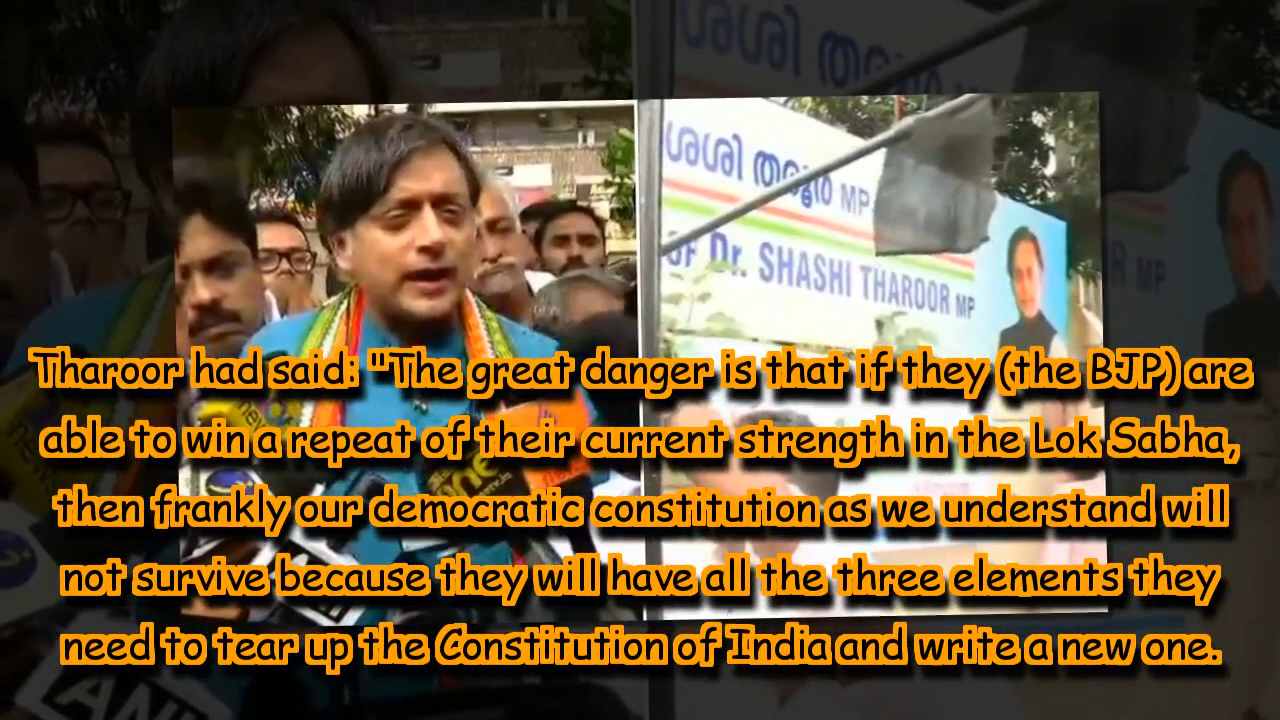 ശശി തരൂർ MP
OF Dr. SHASHI THAROOR MP
Tharoor had said: "The great danger is that if they (the BJP) are
able to win a repeat of their current strength in the Lok Sabha,
then frankly our democratic constitution as we understand will
not survive because they will have all the three elements they
need to tear up the Constitution of India and write a new one.
ANI